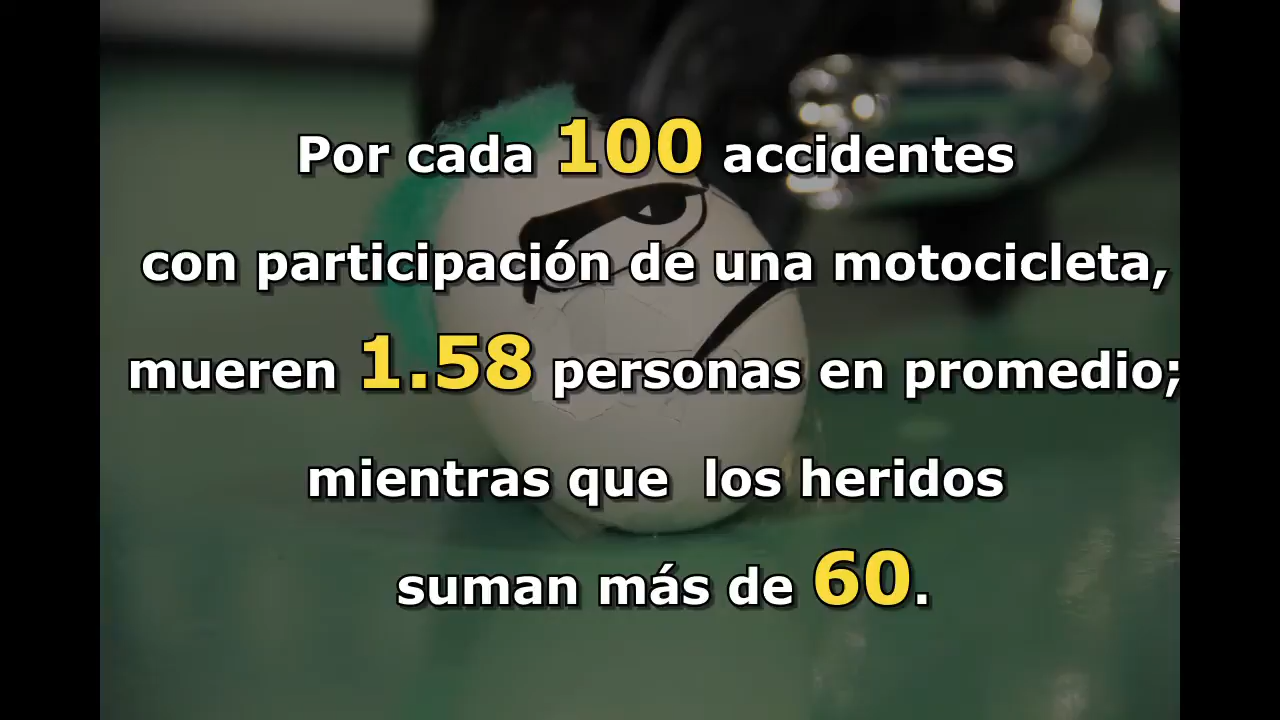 Por cada 100 accidentes
con participación de una motocicleta,
mueren 1.58 personas en promedio;
mientras que  los heridos
suman más de 60.